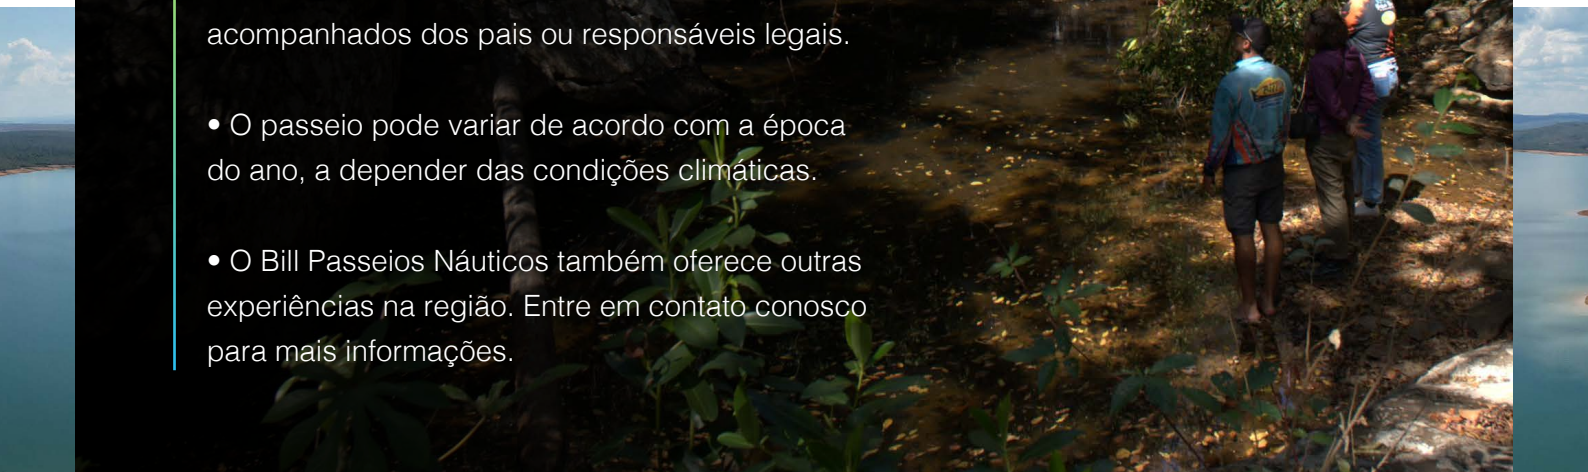 acompanhados dos pais ou responsáveis legais.
• O passeio pode variar de acordo com a época
do ano, a depender das condições climáticas.
• O Bill Passeios Náuticos também oferece outras
experiências na região. Entre em contato conosco
para mais informações.